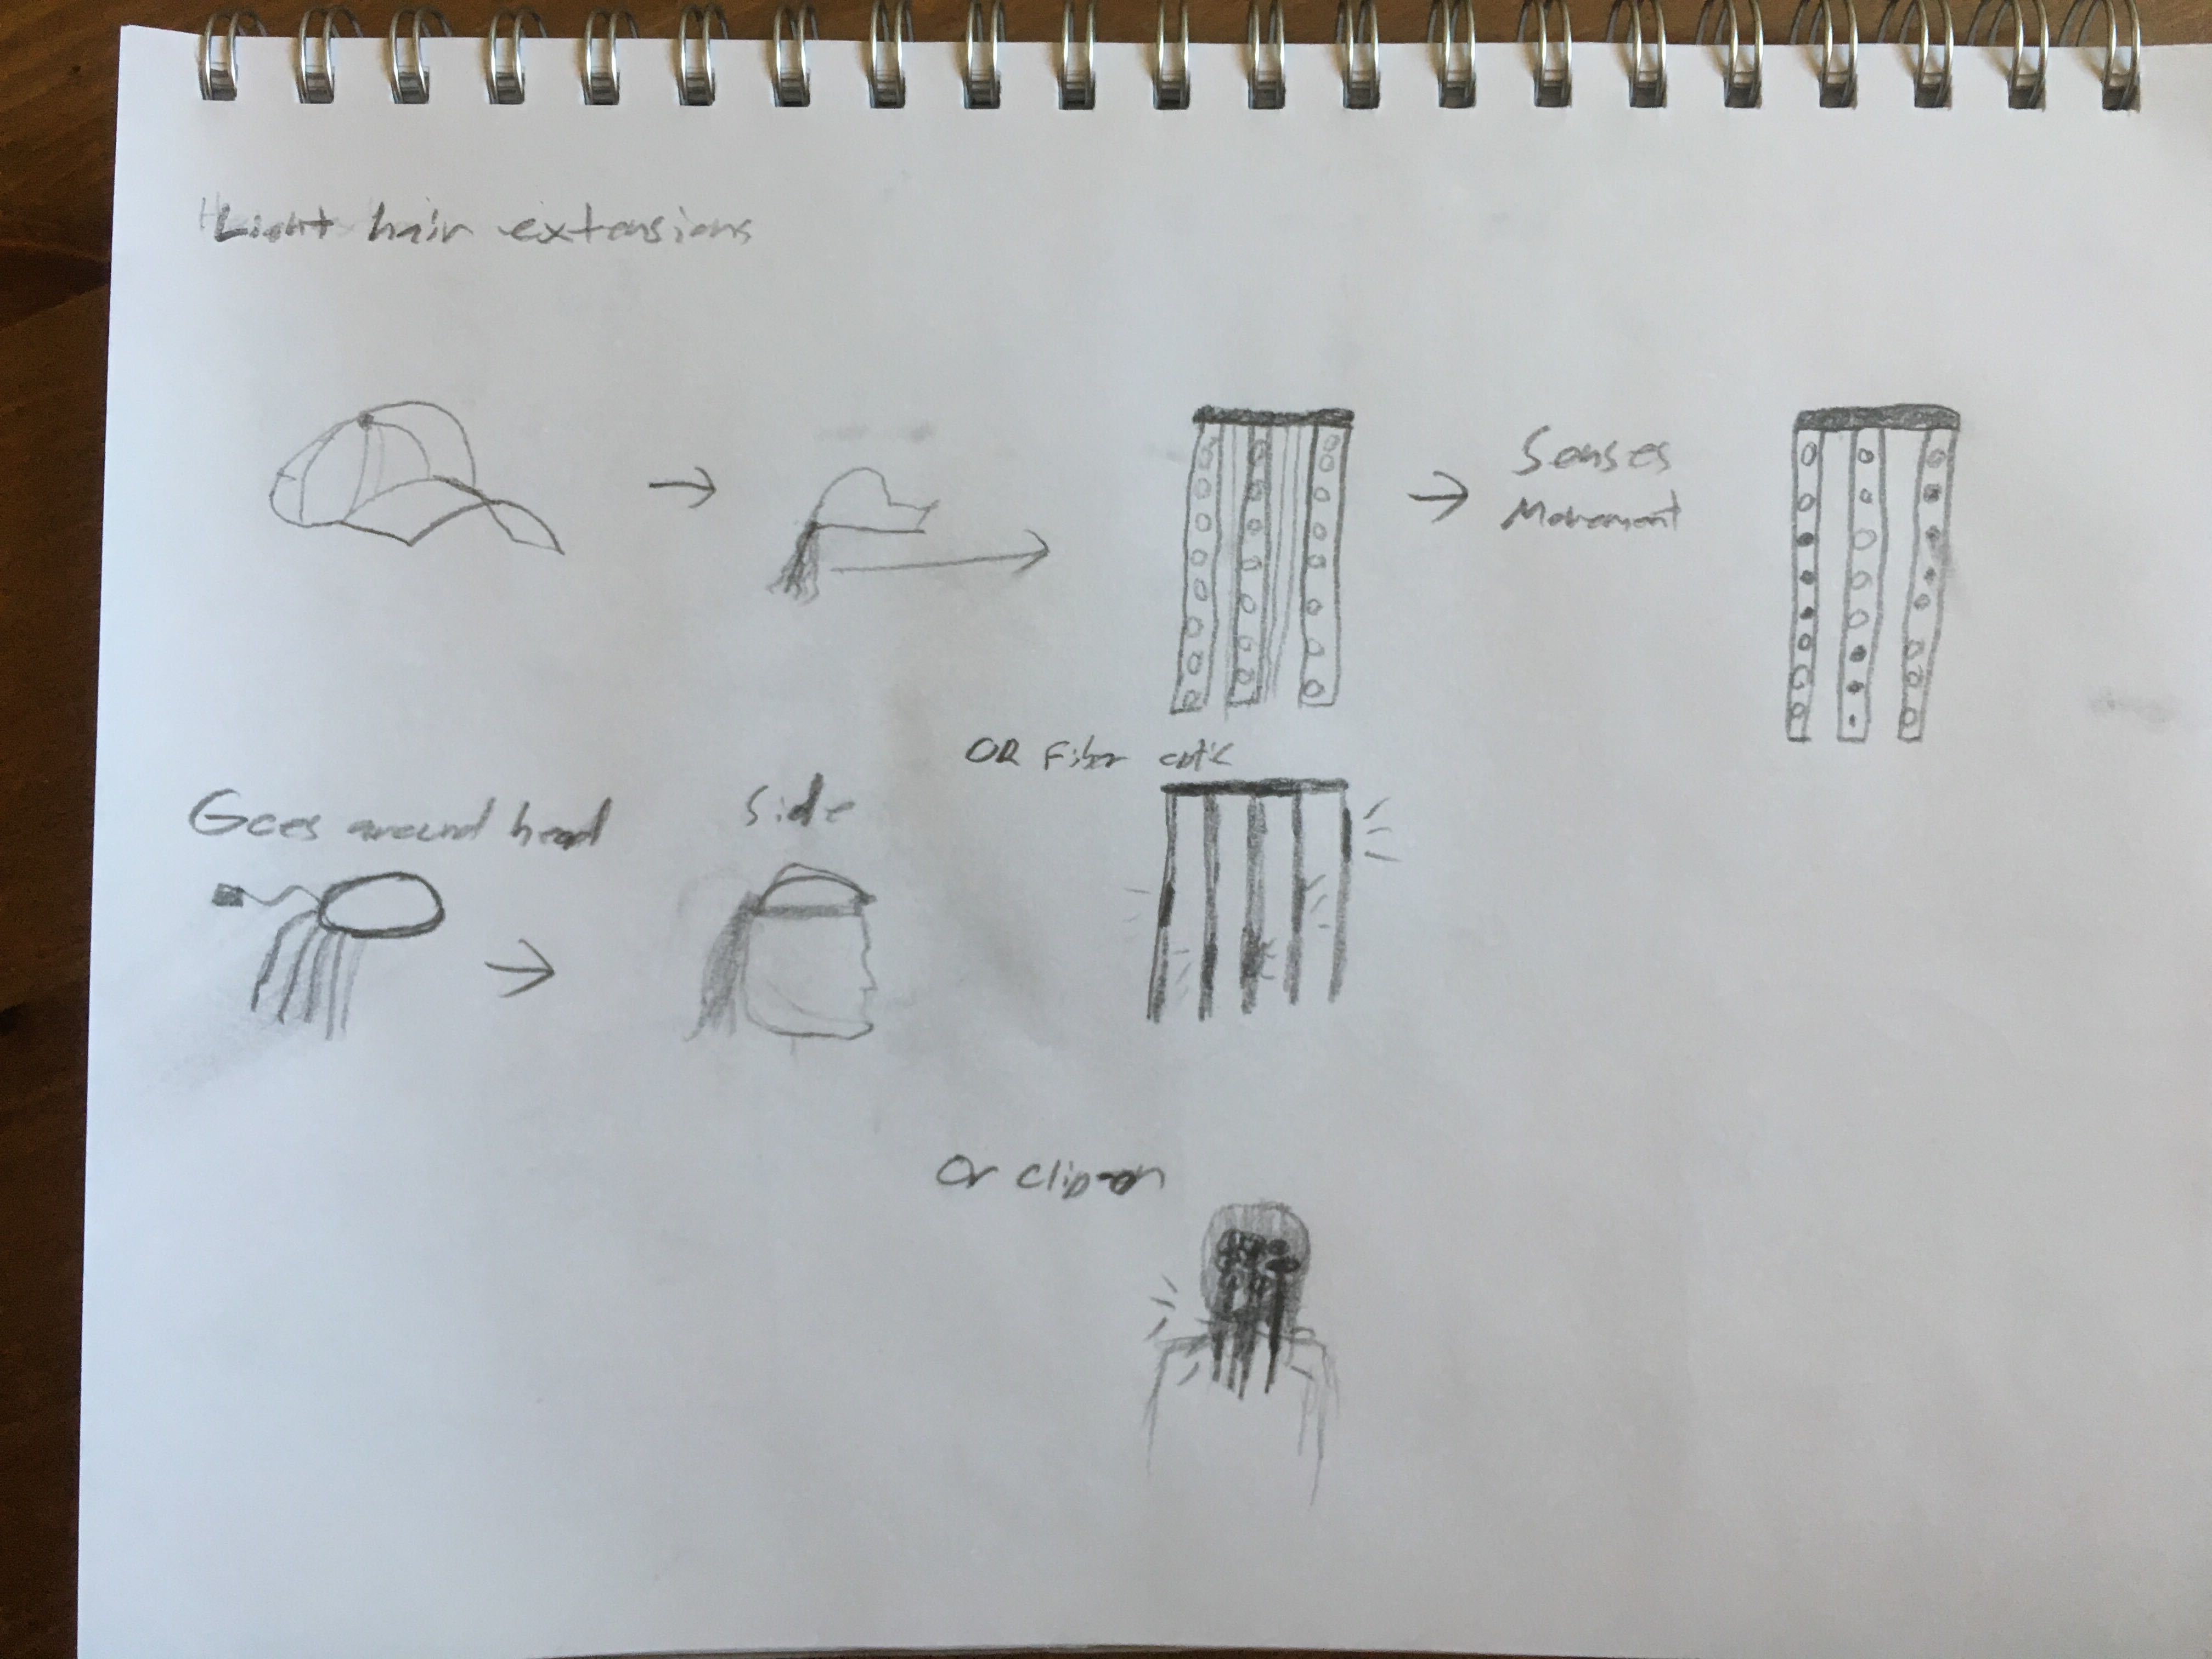 Light hair extensions
Senses
Movement
OR Fiber optic
Goes around head
Side
Or Clip-on